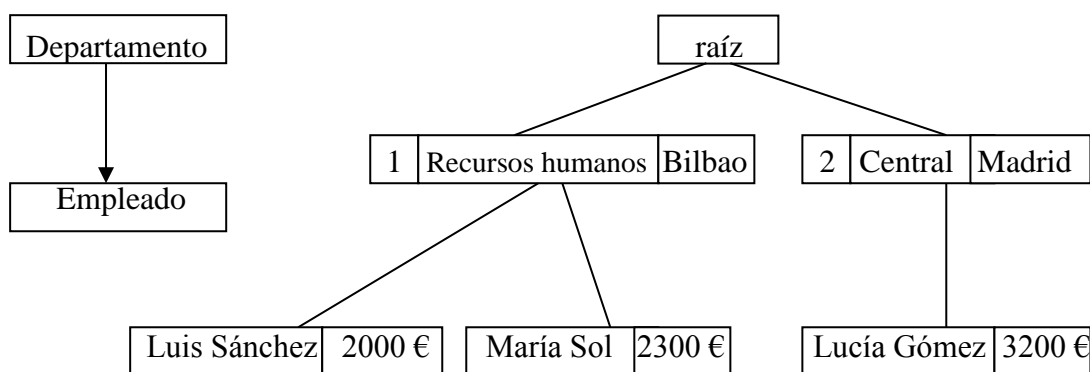 Departamento
raíz
1 Recursos humanos Bilbao
2 Central Madrid
Empleado
Luis Sánchez 2000 €
María Sol 2300 €
Lucía Gómez 3200 €